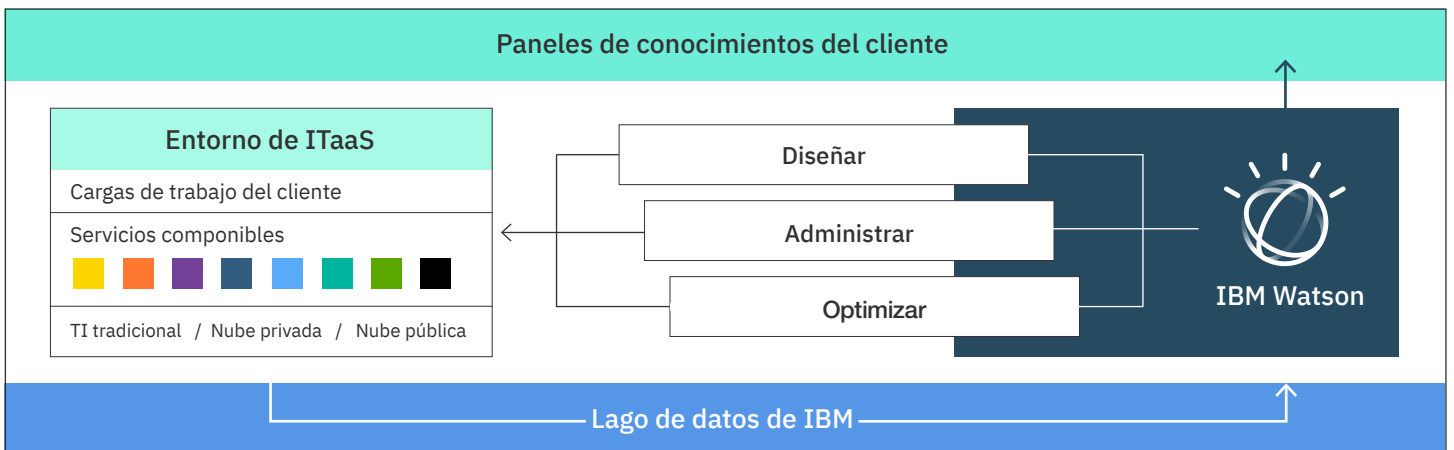 Paneles de conocimientos del cliente
Entorno de ITaaS
Cargas de trabajo del cliente
Servicios componibles
TI tradicional / Nube privada / Nube pública
Diseñar
Administrar
Optimizar
IBM Watson
Lago de datos de IBM